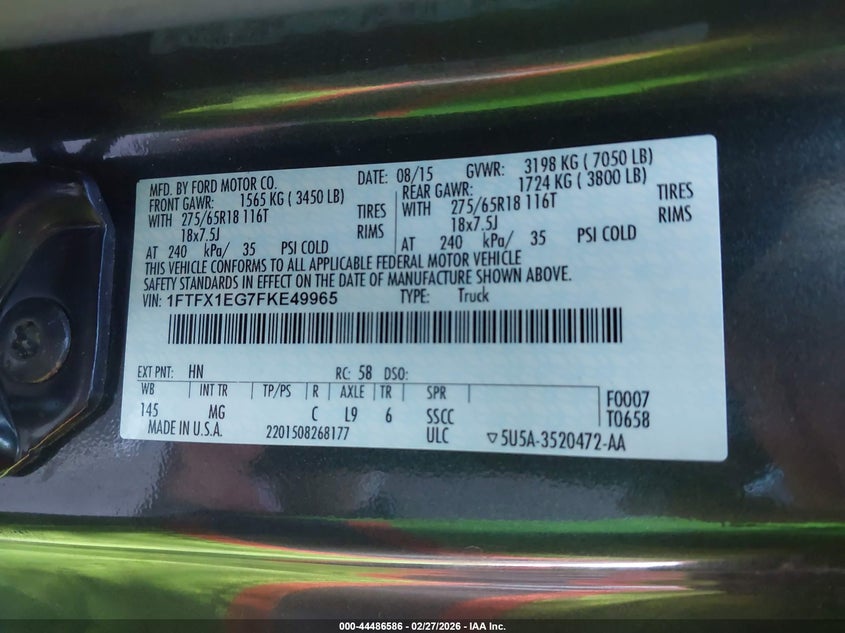 MFD. BY FORD MOTOR CO. DATE: 08/15 GVWR: 3198 KG ( 7050 LB)
FRONT GAWR: 1565 KG ( 3450 LB) REAR GAWR: 1724 KG ( 3800 LB)
WITH 275/65R18 116T TIRES WITH 275/65R18 116T TIRES
18x7.5J RIMS 18x7.5J RIMS
AT 240 kPa/ 35 PSI COLD AT 240 kPa/ 35 PSI COLD
THIS VEHICLE CONFORMS TO ALL APPLICABLE FEDERAL MOTOR VEHICLE
SAFETY STANDARDS IN EFFECT ON THE DATE OF MANUFACTURE SHOWN ABOVE.
VIN: 1FTFX1EG7FKE49965 TYPE: Truck
EXT PNT: HN RC: 58 DSO:
WB INT TR TP/PS R AXLE TR SPR F0007
145 MG C L9 6 SSCC T0658
MADE IN U.S.A. 2201508268177 ULC ▽5U5A-3520472-AA
000-44486586 - 02/27/2026 - IAA Inc.